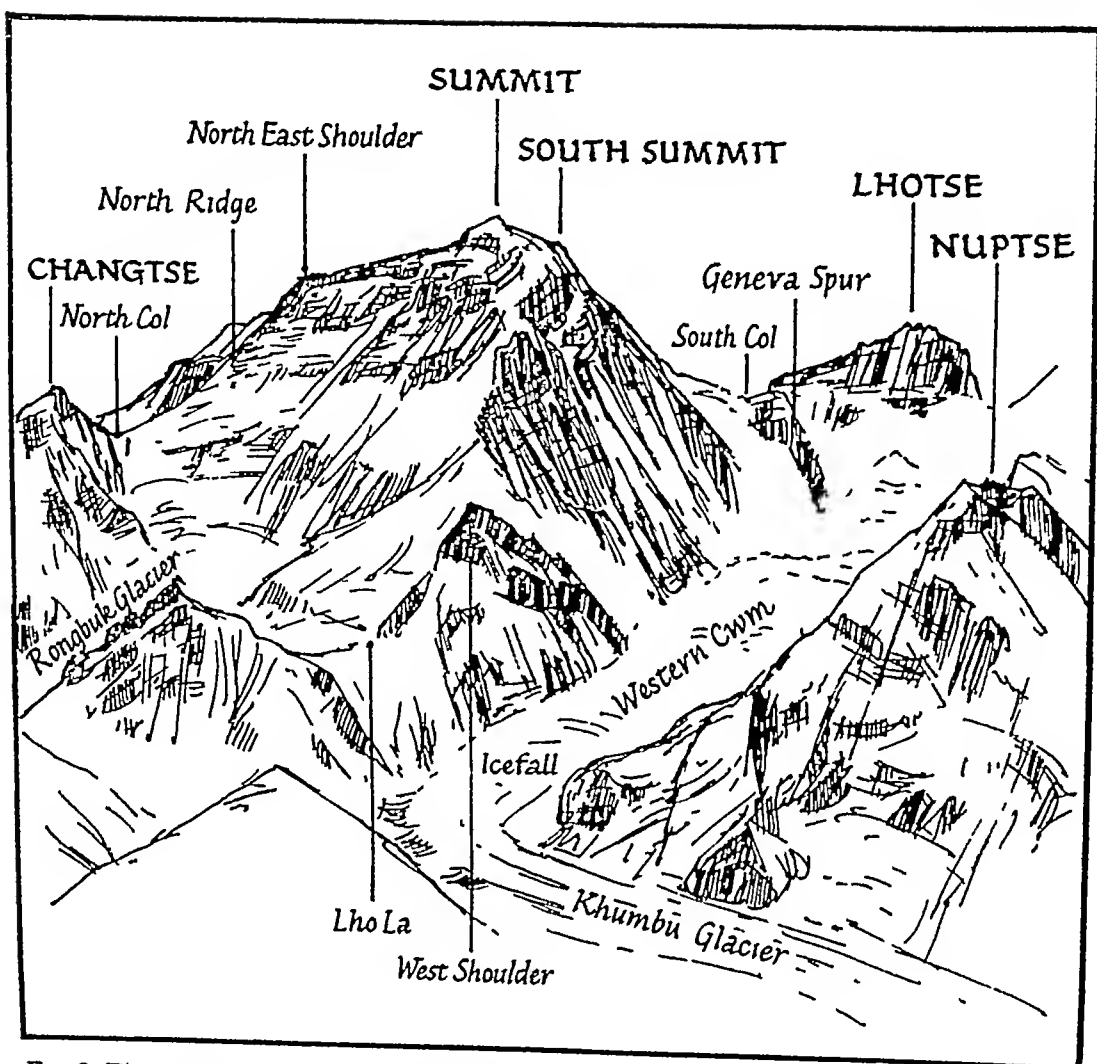 SUMMIT
North East Shoulder
SOUTH SUMMIT
North Ridge
LHOTSE
NUPTSE
CHANGTSE
North Col
Geneva Spur
South Col
Rongbuk Glacier
Western Cwm
Icefall
Khumbu Glacier
Lho La
West Shoulder